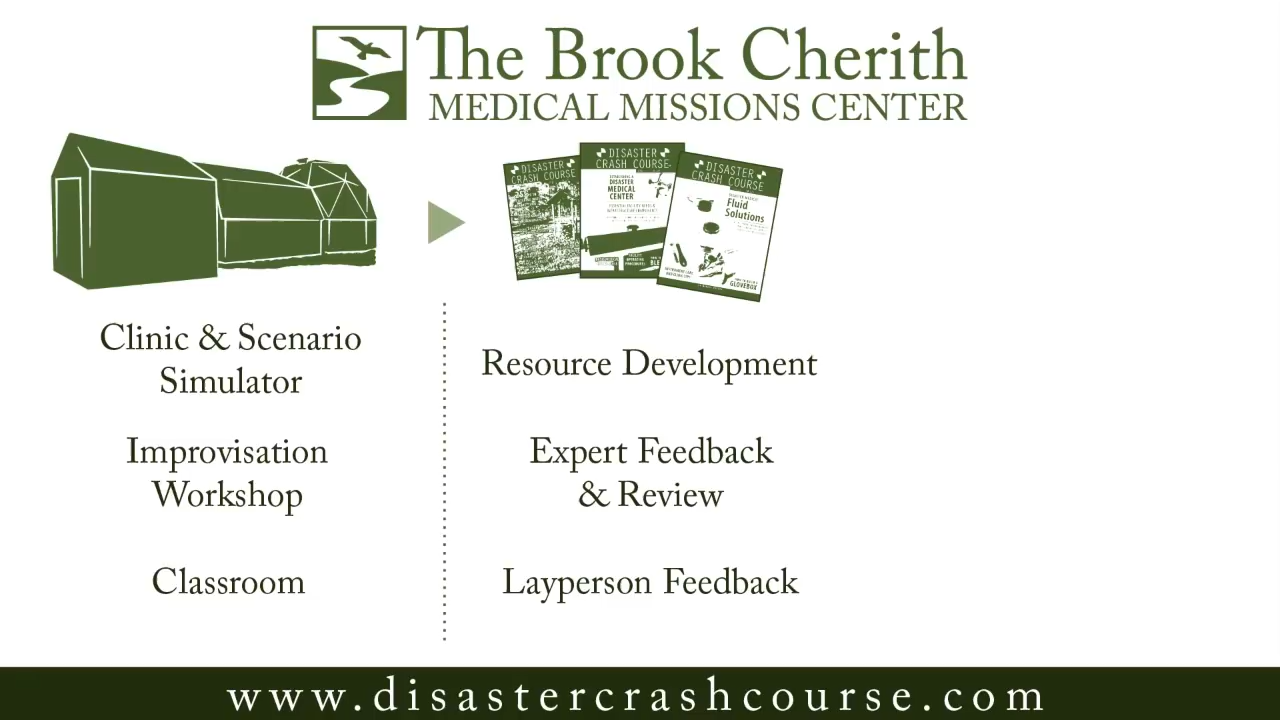 The Brook Cherith
MEDICAL MISSIONS CENTER
DISASTER
CRASH COURSE
DISASTER
CRASH COURSE
DISASTER
MEDICAL
CENTER
DISASTER
CRASH COURSE
Fluid
Solutions
GLOVEBOX
Clinic & Scenario
Simulator
Improvisation
Workshop
Classroom
Resource Development
Expert Feedback
& Review
Layperson Feedback
www.disastercrashcourse.com